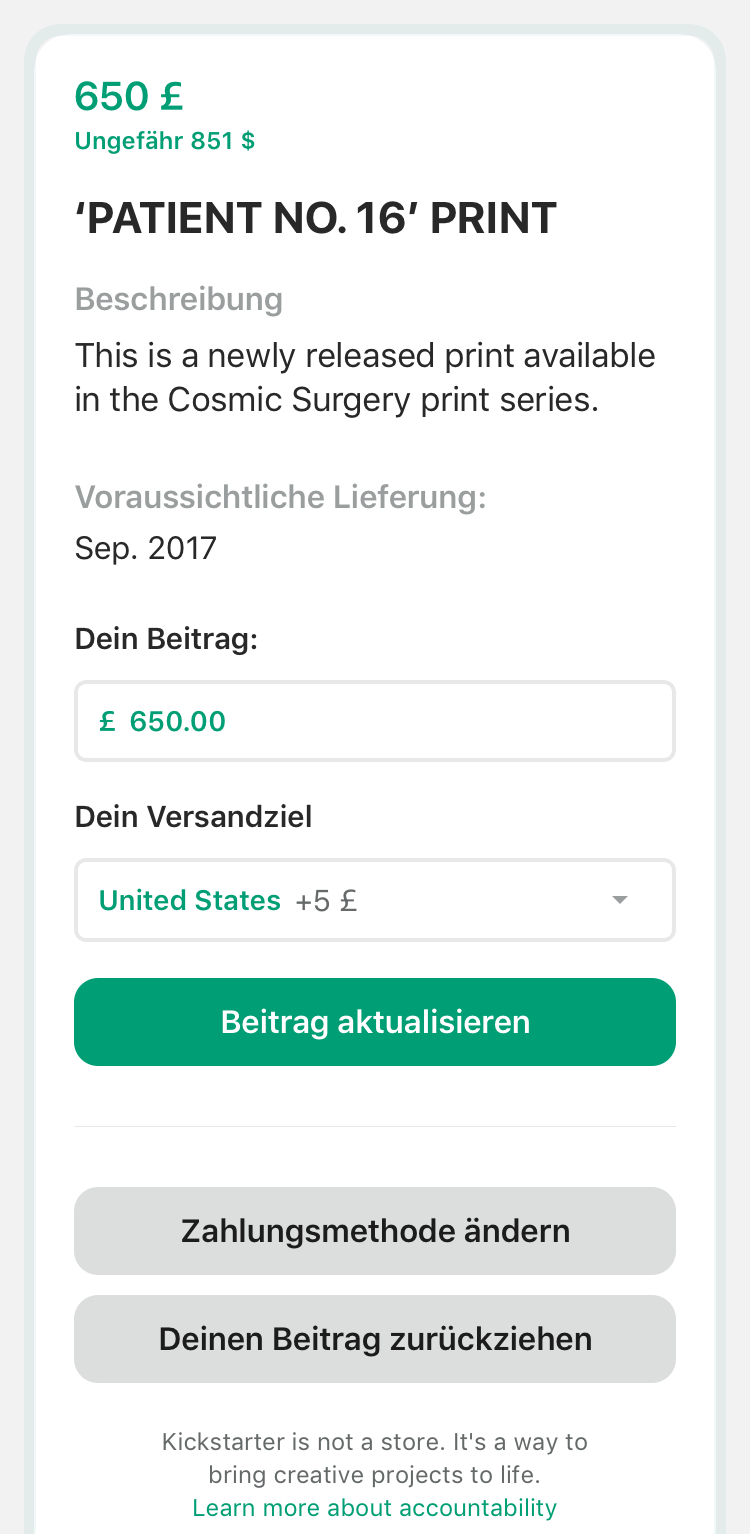 650 £
Ungefähr 851 $
‘PATIENT NO. 16’ PRINT
Beschreibung
This is a newly released print available
in the Cosmic Surgery print series.
Voraussichtliche Lieferung:
Sep. 2017
Dein Beitrag:
£ 650.00
Dein Versandziel
United States +5 £
Beitrag aktualisieren
Zahlungsmethode ändern
Deinen Beitrag zurückziehen
Kickstarter is not a store. It's a way to
bring creative projects to life.
Learn more about accountability